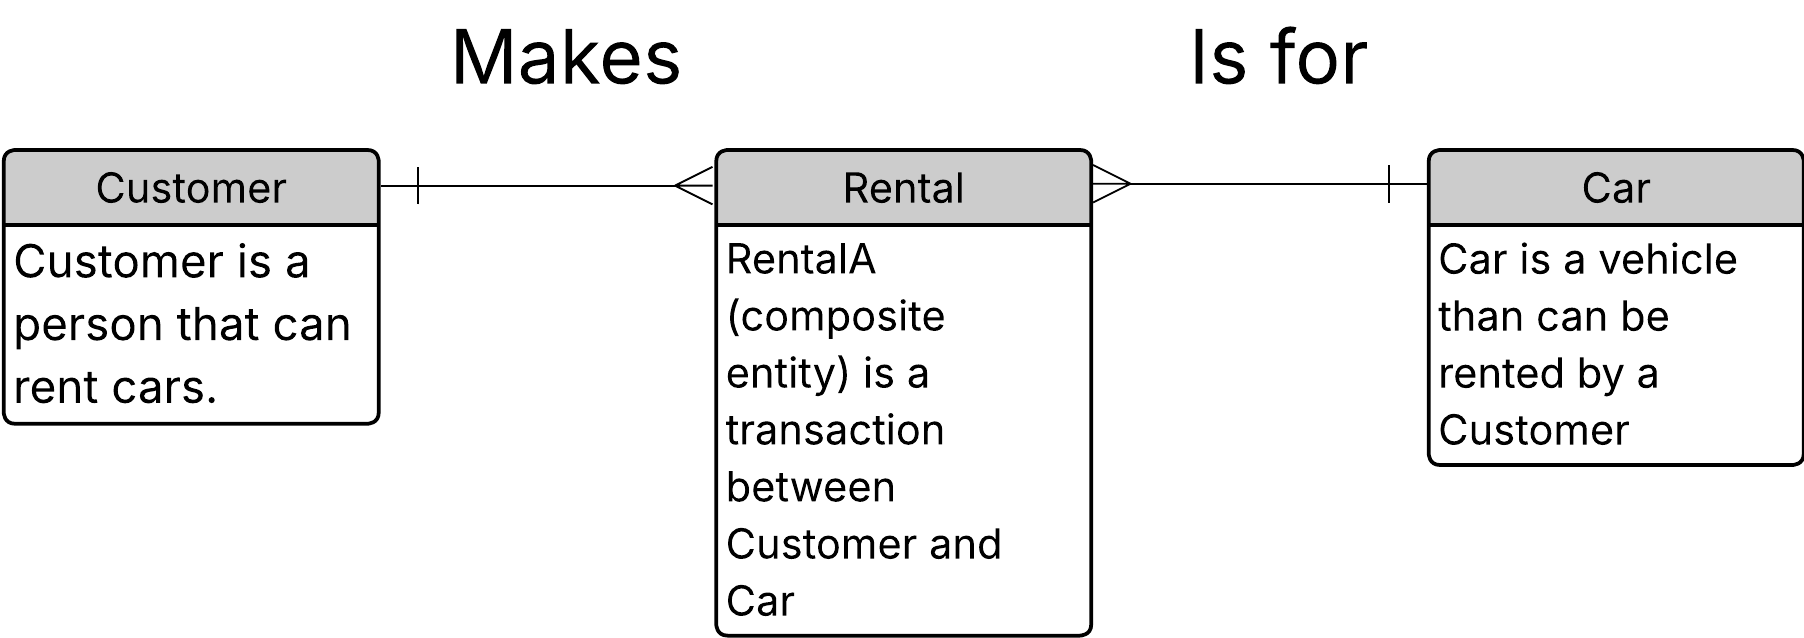 Makes
Is for
Customer
Customer is a
person that can
rent cars.
Rental
RentalA
(composite
entity) is a
transaction
between
Customer and
Car
Car
Car is a vehicle
than can be
rented by a
Customer